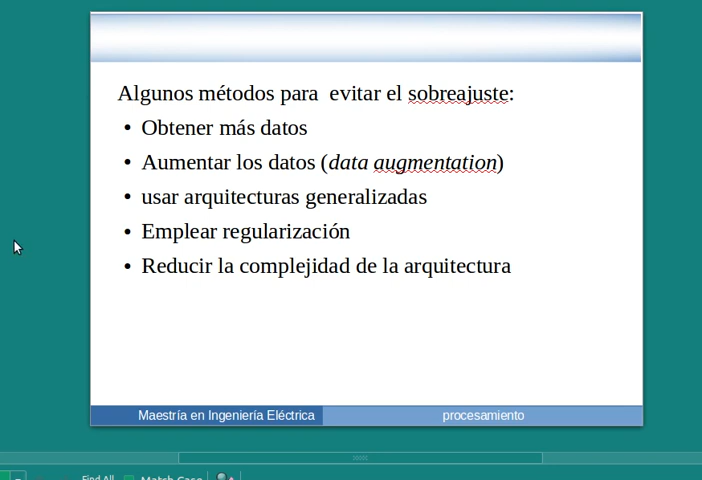 Algunos métodos para  evitar el sobreajuste:
• Obtener más datos
• Aumentar los datos (data augmentation)
• usar arquitecturas generalizadas
• Emplear regularización
• Reducir la complejidad de la arquitectura
Maestría en Ingeniería Eléctrica
procesamiento
Find All Match Case